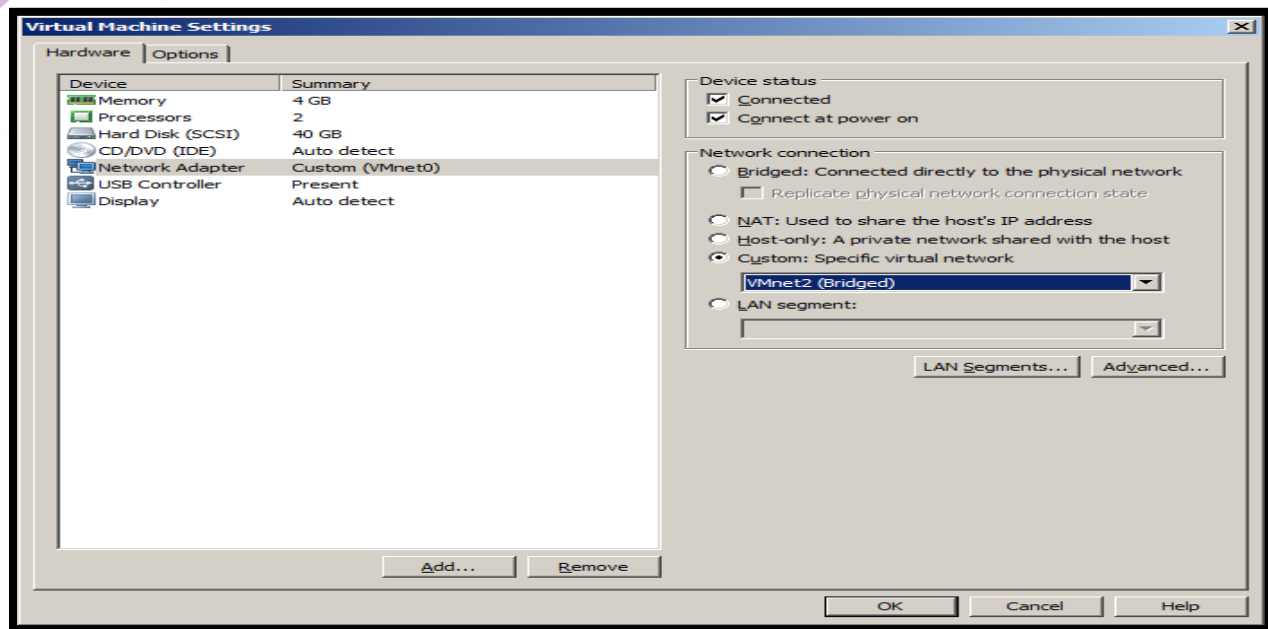 Virtual Machine Settings
Hardware Options
Device Summary
Memory 4 GB
Processors 2
Hard Disk (SCSI) 40 GB
CD/DVD (IDE) Auto detect
Network Adapter Custom (VMnet0)
USB Controller Present
Display Auto detect
Add... Remove
Device status
Connected
Connect at power on
Network connection
Bridged: Connected directly to the physical network
Replicate physical network connection state
NAT: Used to share the host's IP address
Host-only: A private network shared with the host
Custom: Specific virtual network
VMnet2 (Bridged)
LAN segment:
LAN Segments... Advanced...
OK Cancel Help